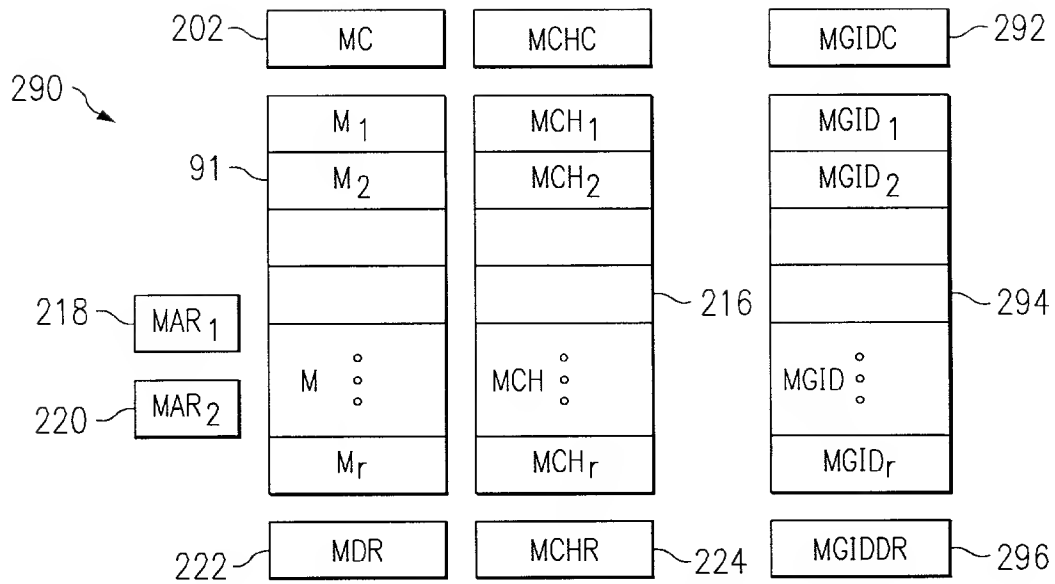 202 MC MCHC MGIDC 292
290
M1 MCH1 MGID1
91 M2 MCH2 MGID2
216 294
218 MAR1
M MCH MGID
220 MAR2
Mr MCHr MGIDr
222 MDR MCHR 224 MGIDDR 296